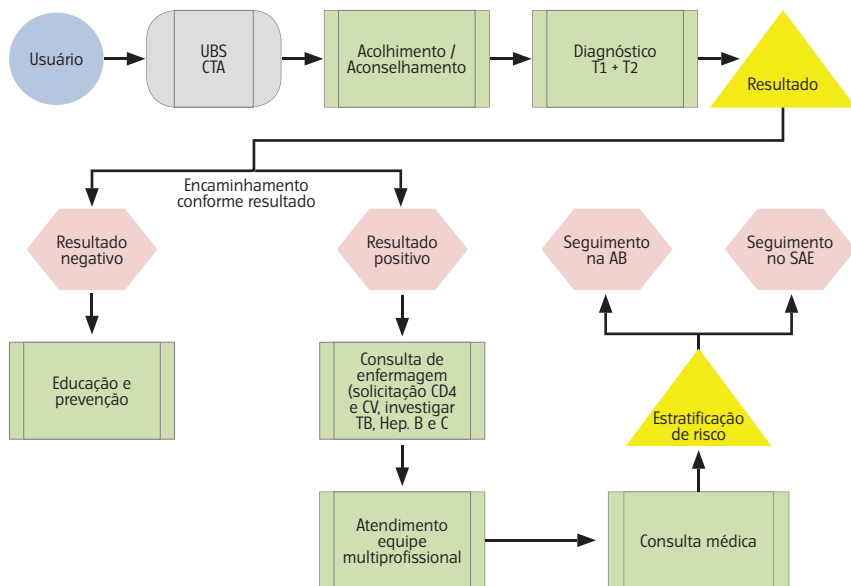 Usuário
UBS
CTA
Acolhimento /
Aconselhamento
Diagnóstico
T1 + T2
Resultado
Encaminhamento
conforme resultado
Resultado
negativo
Resultado
positivo
Seguimento
na AB
Seguimento
no SAE
Educação e
prevenção
Consulta de
enfermagem
(solicitação CD4
e CV, investigar
TB, Hep. B e C
Estratificação
de risco
Atendimento
equipe
multiprofissional
Consulta médica